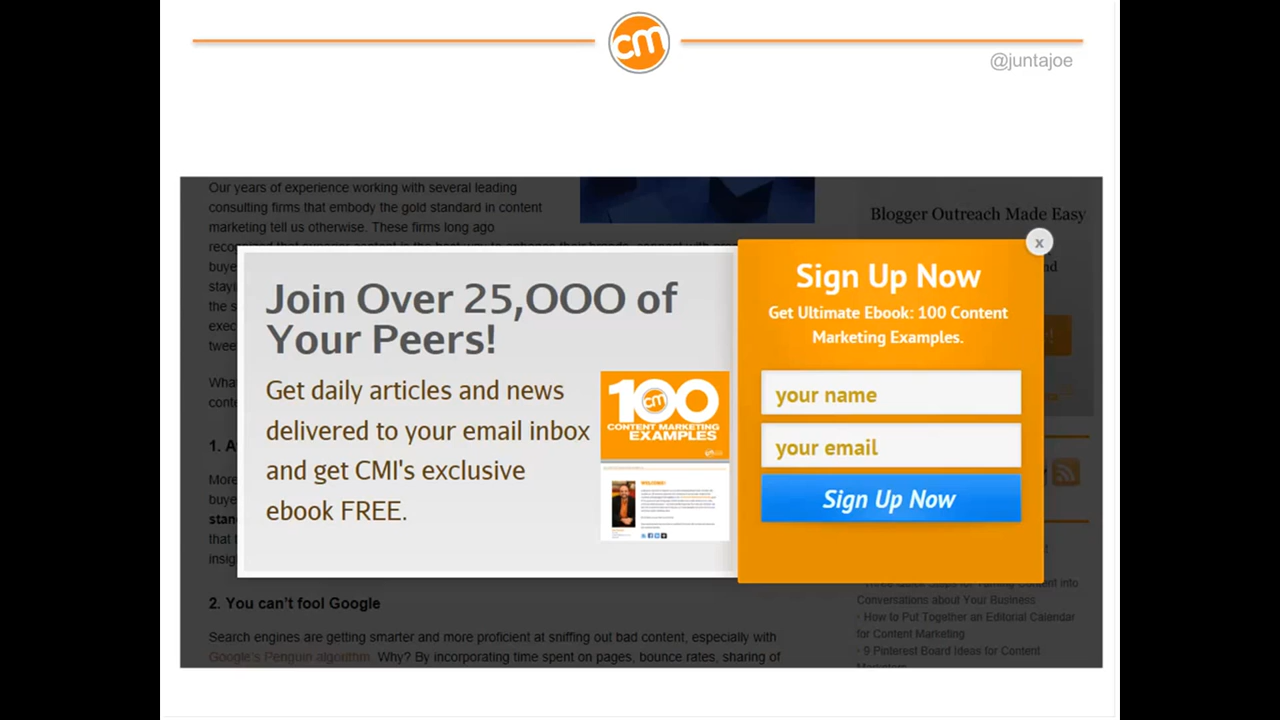 cm
@juntajoe
Our years of experience working with several leading
consulting firms that embody the gold standard in content
marketing tell us otherwise. These firms long ago
Blogger Outreach Made Easy
Join Over 25,000 of
Your Peers!
Get daily articles and news
delivered to your email inbox
and get CMI's exclusive
ebook FREE.
100
cm
CONTENT MARKETING
EXAMPLES
x
Sign Up Now
Get Ultimate Ebook: 100 Content
Marketing Examples.
your name
your email
Sign Up Now
2. You can't fool Google
Search engines are getting smarter and more proficient at sniffing out bad content, especially with
Google's Penguin algorithm. Why? By incorporating time spent on pages, bounce rates, sharing of
Conversations about Your Business
· How to Put Together an Editorial Calendar
for Content Marketing
· 9 Pinterest Board Ideas for Content